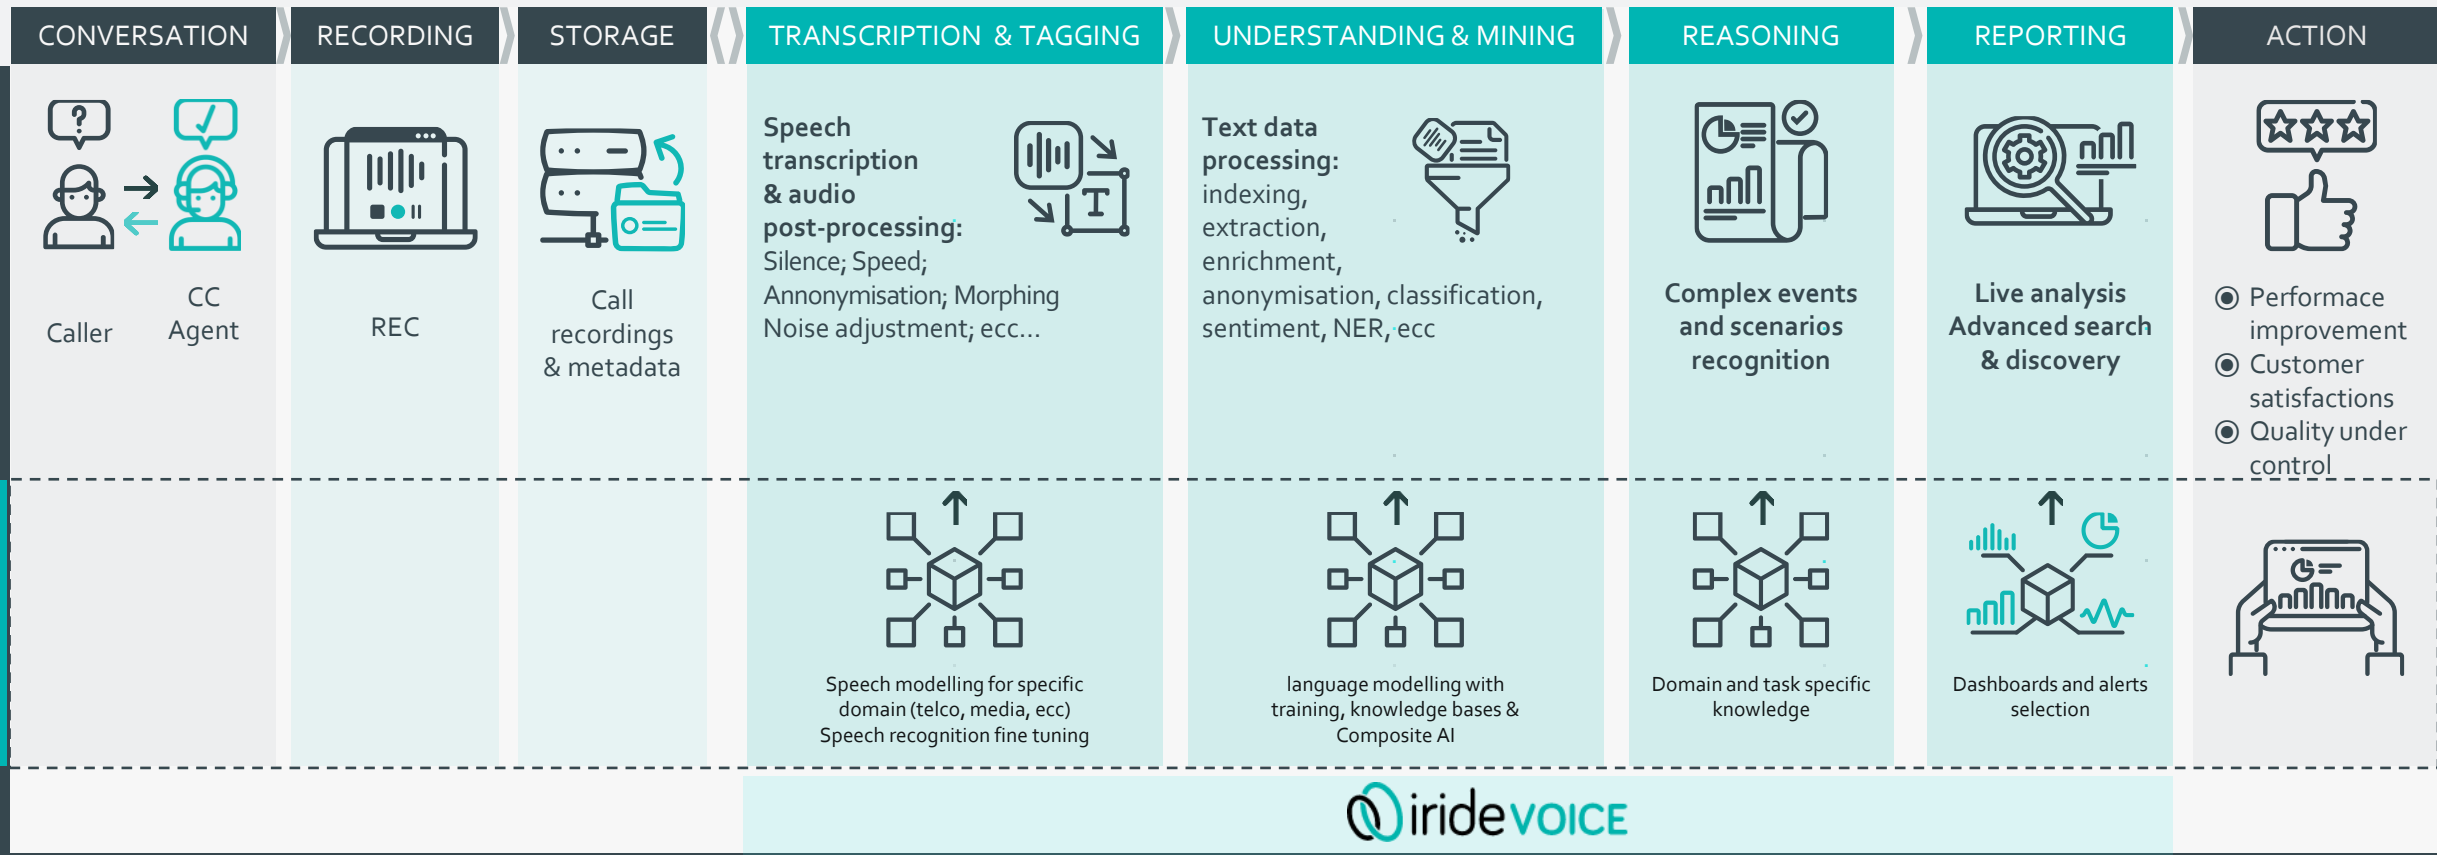 CONVERSATION
RECORDING
STORAGE
TRANSCRIPTION & TAGGING
UNDERSTANDING & MINING
REASONING
REPORTING
ACTION
?
Caller
CC
Agent
REC
Call
recordings
& metadata
Speech
transcription
& audio
post-processing:
Silence; Speed;
Annonymisation; Morphing
Noise adjustment; ecc...
T
Text data
processing:
indexing,
extraction,
enrichment,
anonymisation, classification,
sentiment, NER, ecc
Complex events
and scenarios
recognition
Live analysis
Advanced search
& discovery
Performace
improvement
Customer
satisfactions
Quality under
control
Speech modelling for specific
domain (telco, media, ecc)
Speech recognition fine tuning
language modelling with
training, knowledge bases &
Composite AI
Domain and task specific
knowledge
Dashboards and alerts
selection
iride VOICE